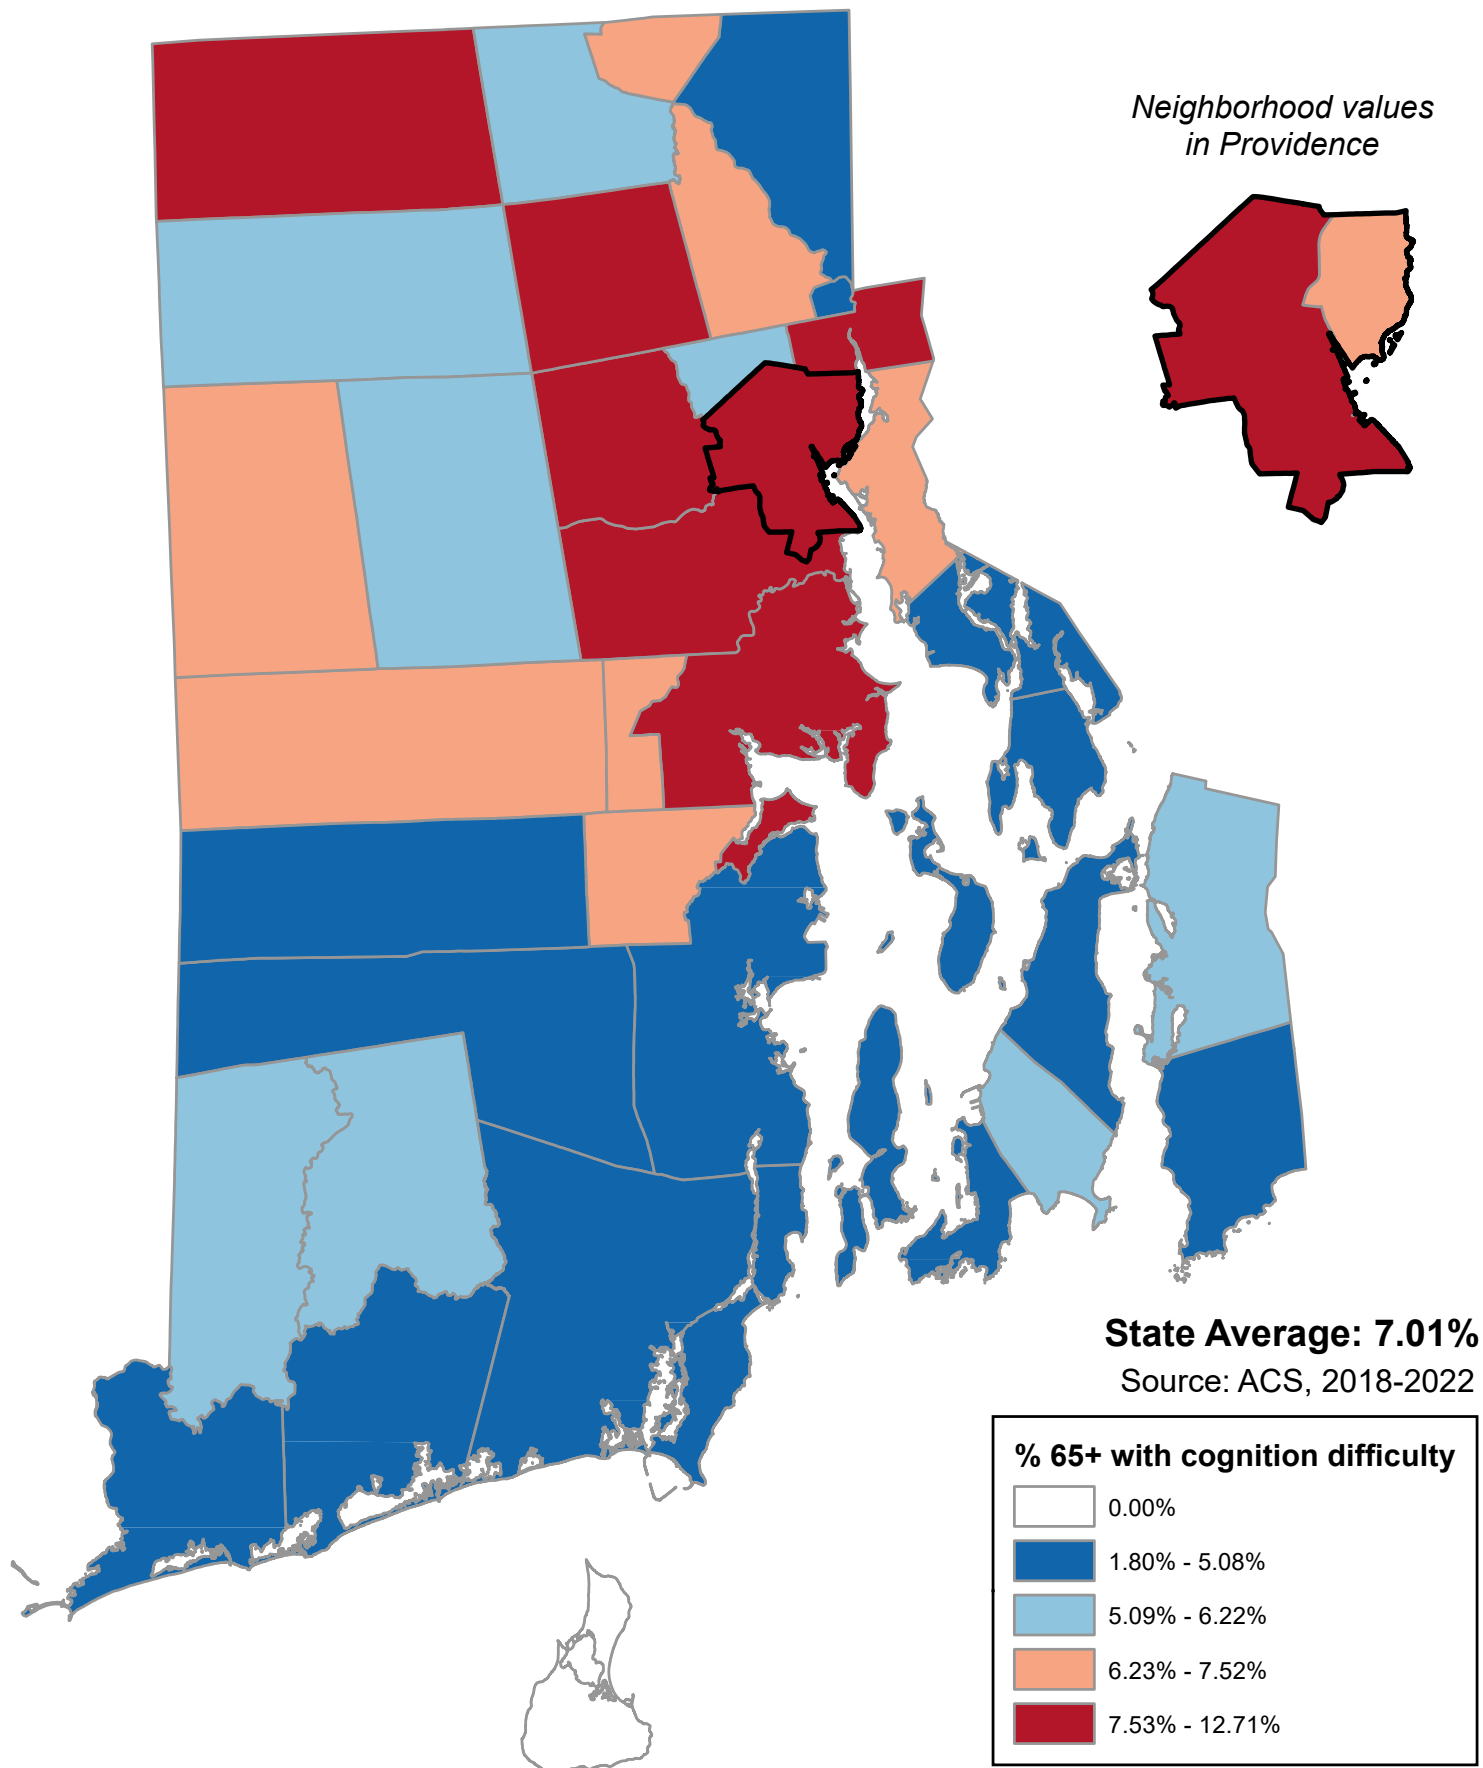 Neighborhood values
in Providence
State Average: 7.01%
Source: ACS, 2018-2022
% 65+ with cognition difficulty
0.00%
1.80% - 5.08%
5.09% - 6.22%
6.23% - 7.52%
7.53% - 12.71%